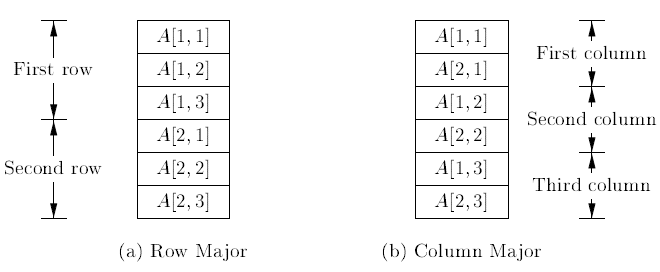 First row
Second row
A[1, 1]
A[1, 2]
A[1, 3]
A[2, 1]
A[2, 2]
A[2, 3]
(a) Row Major
A[1, 1]
A[2, 1]
A[1, 2]
A[2, 2]
A[1, 3]
A[2, 3]
First column
Second column
Third column
(b) Column Major